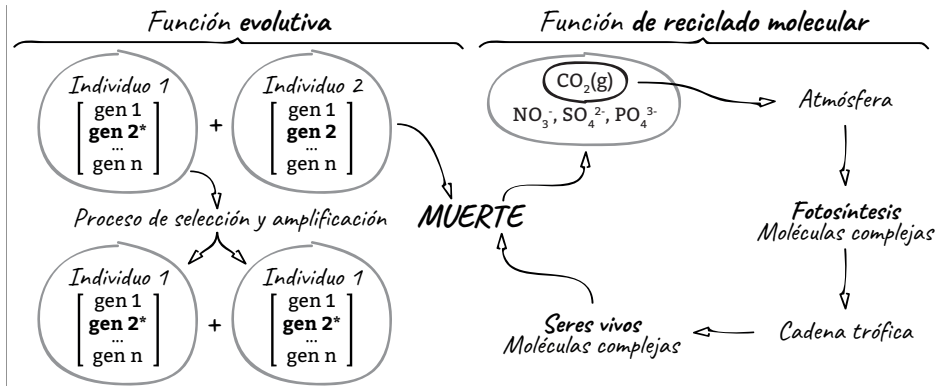 Función evolutiva
Individuo 1
gen 1
gen 2*
...
gen n
+
Individuo 2
gen 1
gen 2
...
gen n
Proceso de selección y amplificación
Individuo 1
gen 1
gen 2*
...
gen n
+
Individuo 1
gen 1
gen 2*
...
gen n
MUERTE
Función de reciclado molecular
CO₂(g)
NO₃⁻, SO₄²⁻, PO₄³⁻
Atmósfera
Fotosíntesis
Moléculas complejas
Cadena trófica
Seres vivos
Moléculas complejas